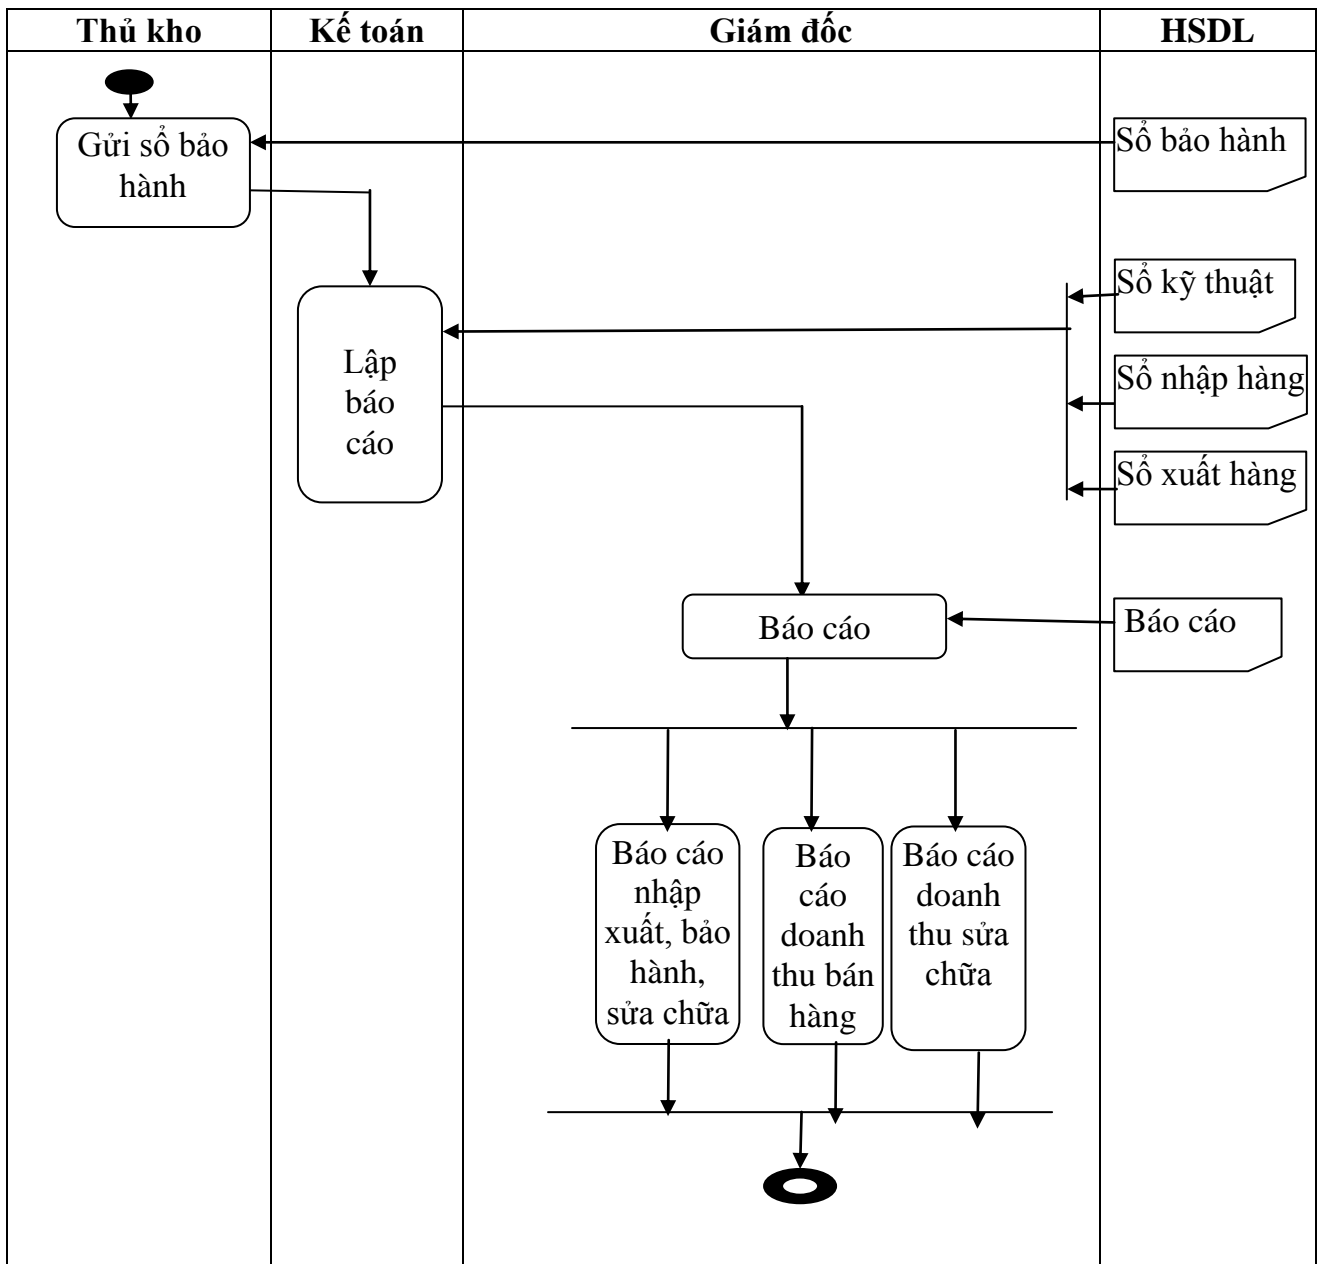 Thủ kho
Kế toán
Giám đốc
HSDL
Gửi sổ bảo
hành
Sổ bảo hành
Sổ kỹ thuật
Lập
báo
cáo
Sổ nhập hàng
Sổ xuất hàng
Báo cáo
Báo cáo
Báo cáo
nhập
xuất, bảo
hành,
sửa chữa
Báo
cáo
doanh
thu bán
hàng
Báo cáo
doanh
thu sửa
chữa